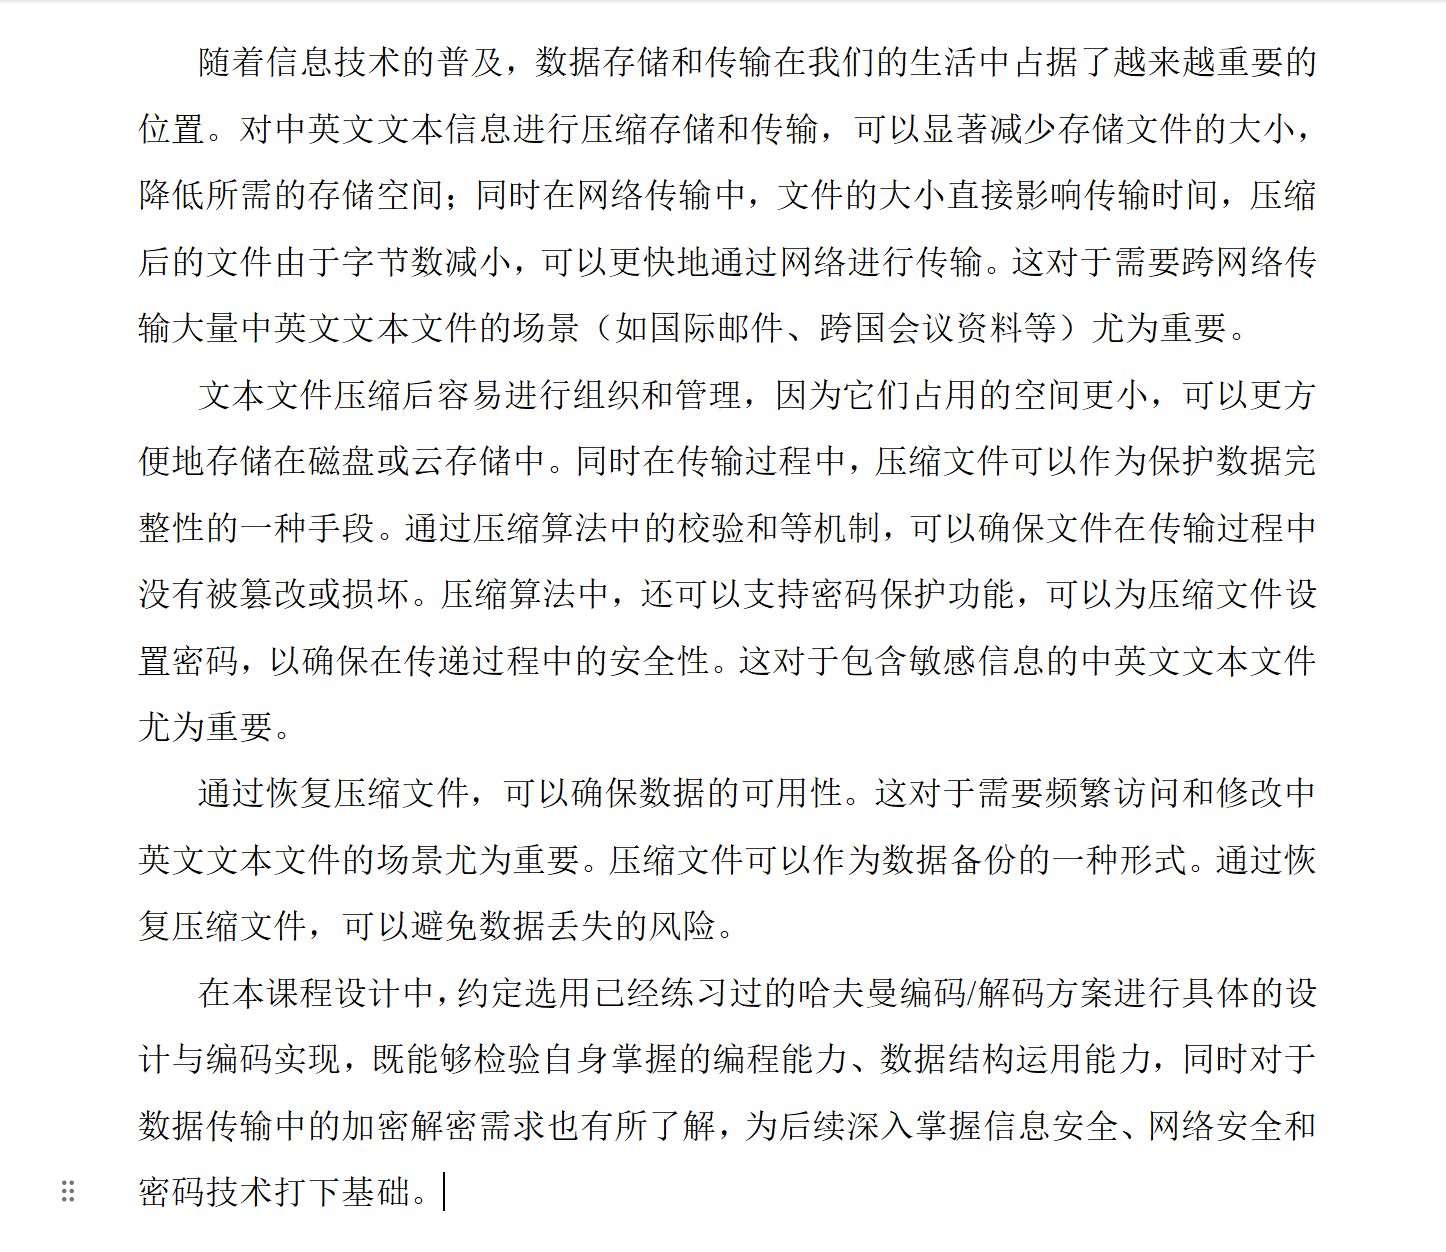 随着信息技术的普及，数据存储和传输在我们的生活中占据了越来越重要的
位置。对中英文文本信息进行压缩存储和传输，可以显著减少存储文件的大小，
降低所需的存储空间；同时在网络传输中，文件的大小直接影响传输时间，压缩
后的文件由于字节数减小，可以更快地通过网络进行传输。这对于需要跨网络传
输大量中英文文本文件的场景（如国际邮件、跨国会议资料等）尤为重要。
文本文件压缩后容易进行组织和管理，因为它们占用的空间更小，可以更方
便地存储在磁盘或云存储中。同时在传输过程中，压缩文件可以作为保护数据完
整性的一种手段。通过压缩算法中的校验和等机制，可以确保文件在传输过程中
没有被篡改或损坏。压缩算法中，还可以支持密码保护功能，可以为压缩文件设
置密码，以确保在传递过程中的安全性。这对于包含敏感信息的中英文文本文件
尤为重要。
通过恢复压缩文件，可以确保数据的可用性。这对于需要频繁访问和修改中
英文文本文件的场景尤为重要。压缩文件可以作为数据备份的一种形式。通过恢
复压缩文件，可以避免数据丢失的风险。
在本课程设计中，约定选用已经练习过的哈夫曼编码/解码方案进行具体的设
计与编码实现，既能够检验自身掌握的编程能力、数据结构运用能力，同时对于
数据传输中的加密解密需求也有所了解，为后续深入掌握信息安全、网络安全和
密码技术打下基础。